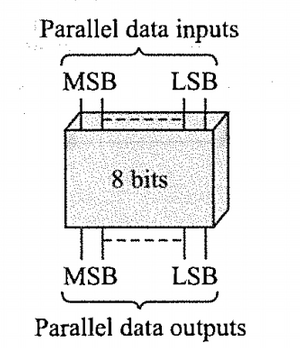 Parallel data inputs
MSB LSB
8 bits
MSB LSB
Parallel data outputs